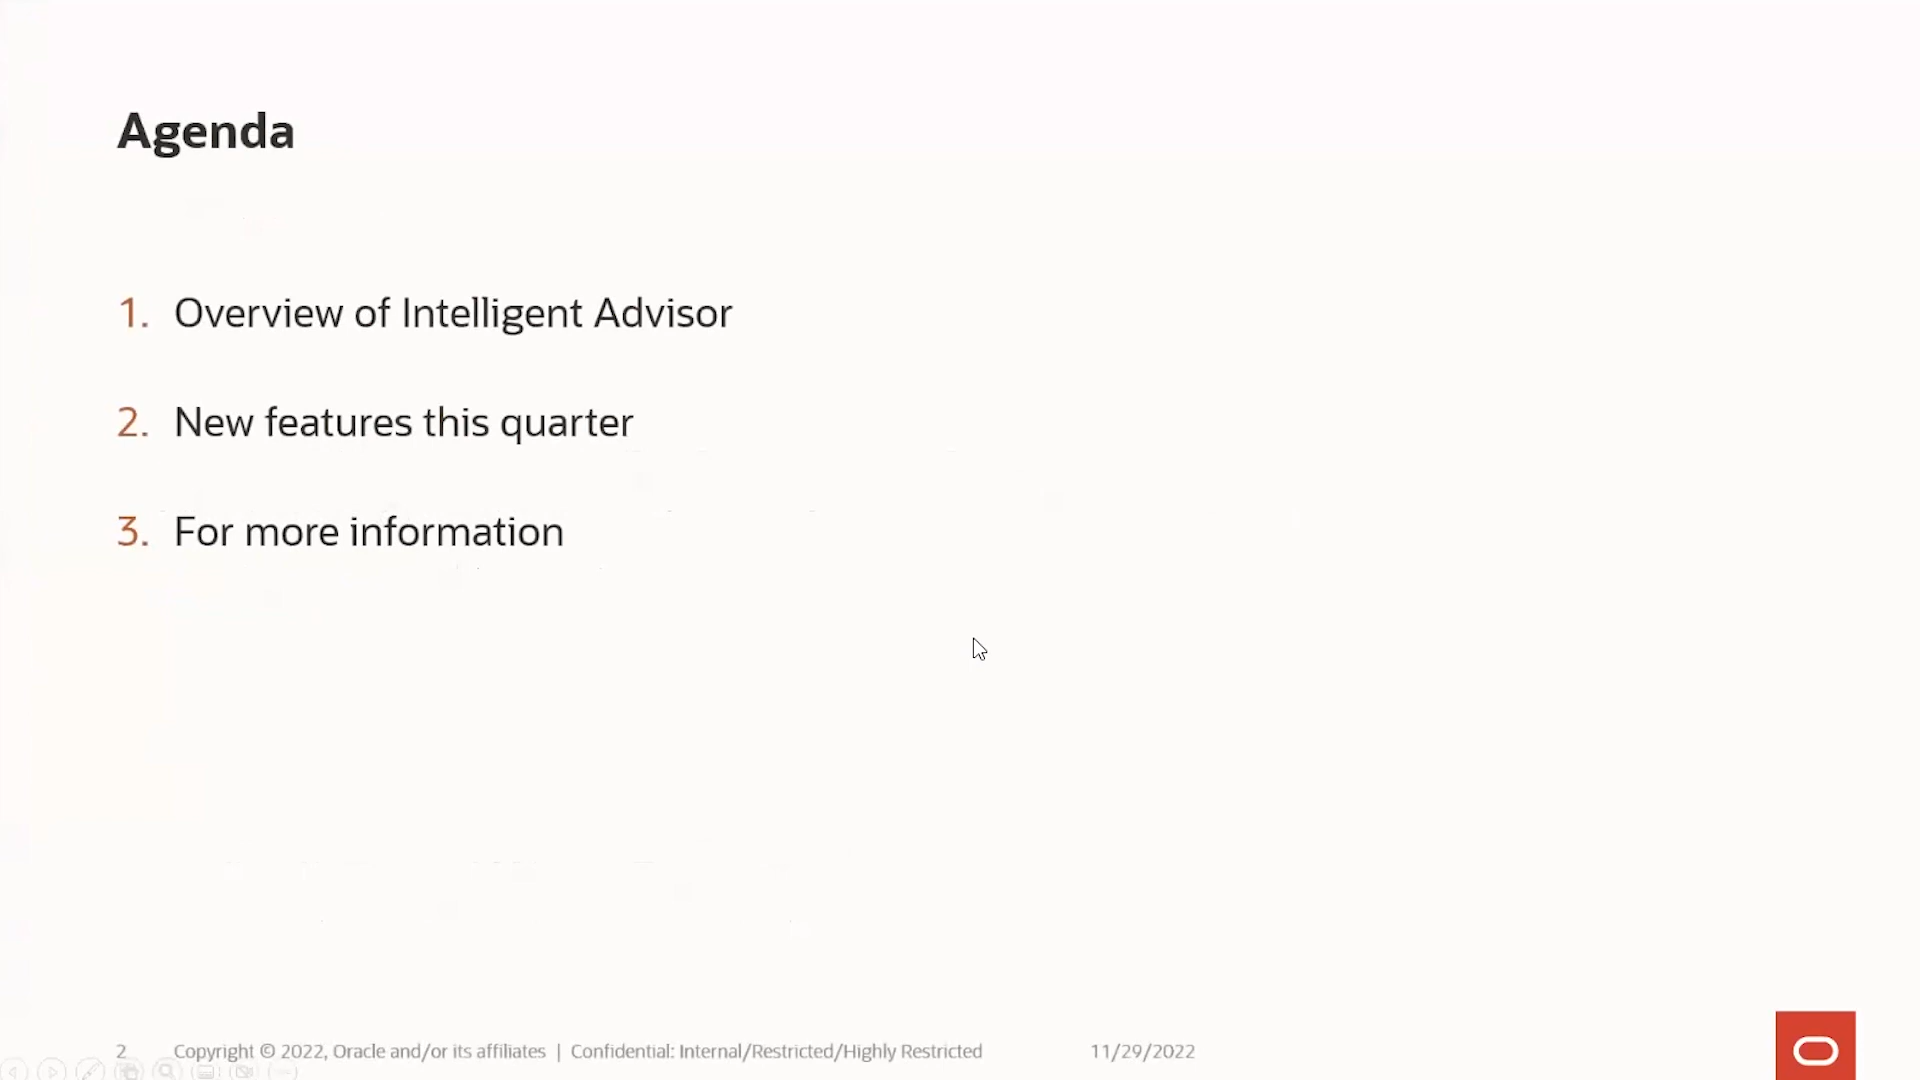 Agenda
1. Overview of Intelligent Advisor
2. New features this quarter
3. For more information
2 Copyright © 2022, Oracle and/or its affiliates | Confidential: Internal/Restricted/Highly Restricted 11/29/2022